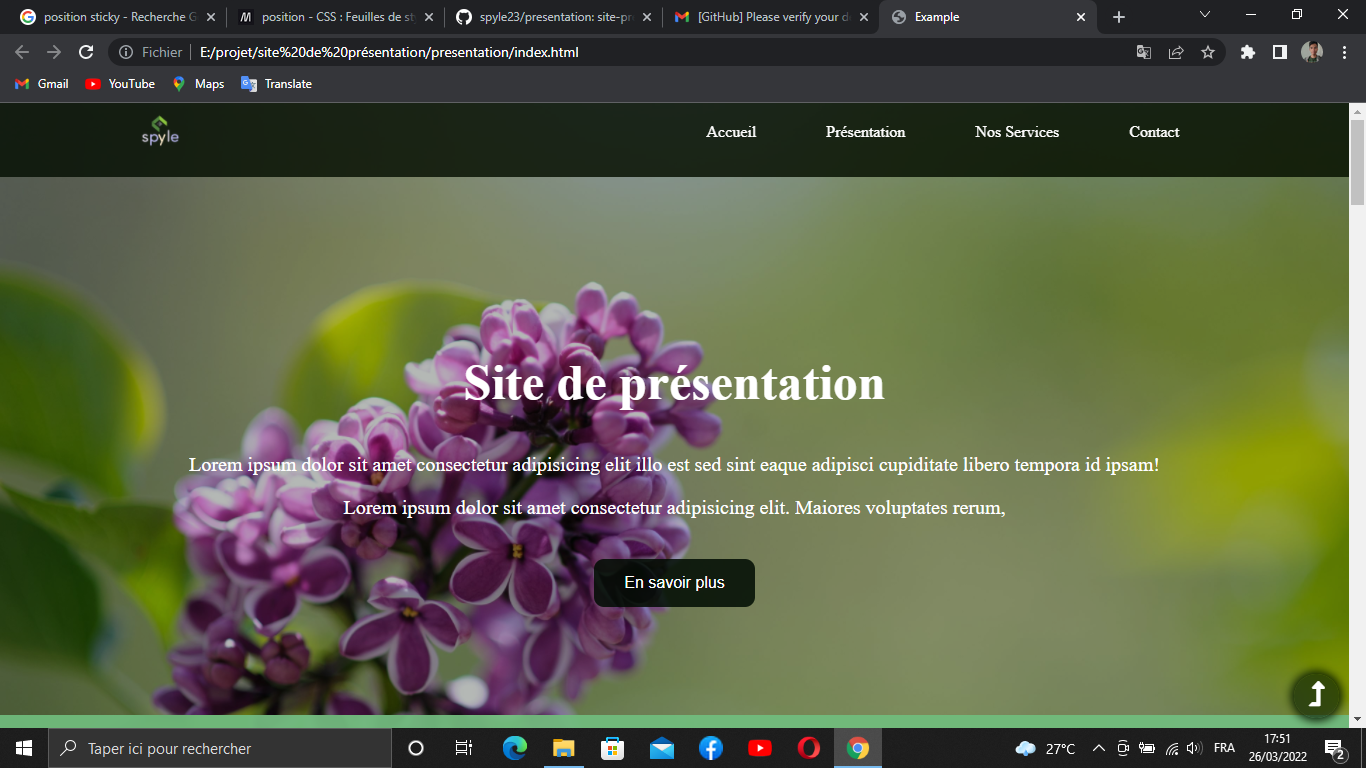 position sticky - Recherche G
position - CSS : Feuilles de st
spyle23/presentation: site-pr
[GitHub] Please verify your d
Example
Fichier
E:/projet/site%20de%20présentation/presentation/index.html
Gmail
YouTube
Maps
Translate
spyle
Accueil
Présentation
Nos Services
Contact
Site de présentation
Lorem ipsum dolor sit amet consectetur adipisicing elit illo est sed sint eaque adipisci cupiditate libero tempora id ipsam!
Lorem ipsum dolor sit amet consectetur adipisicing elit. Maiores voluptates rerum,
En savoir plus
Taper ici pour rechercher
27°C
FRA
17:51
26/03/2022
2